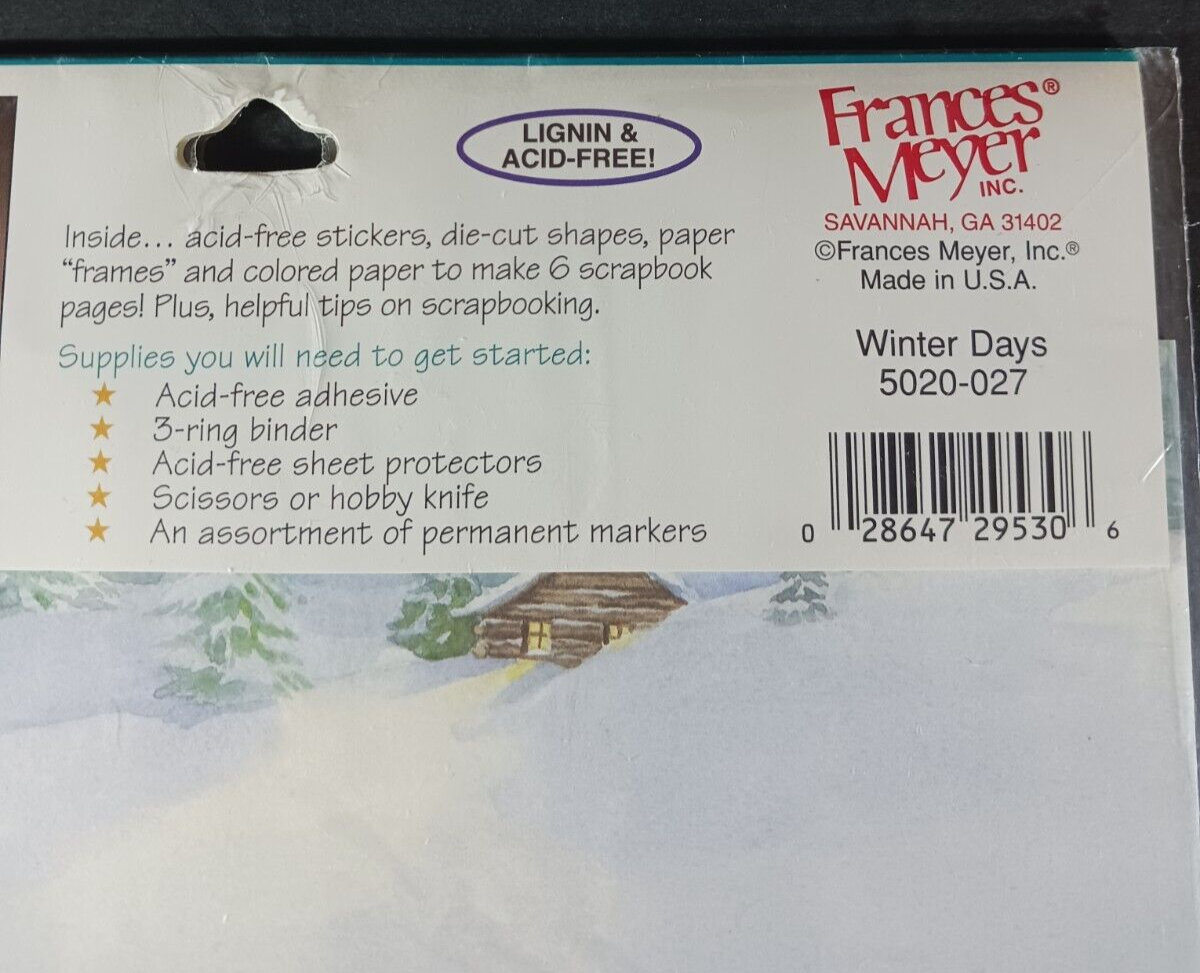 LIGNIN &
ACID-FREE!
Frances®
Meyer
INC.
SAVANNAH, GA 31402
©Frances Meyer, Inc.®
Made in U.S.A.
Inside... acid-free stickers, die-cut shapes, paper
“frames” and colored paper to make 6 scrapbook
pages! Plus, helpful tips on scrapbooking.
Supplies you will need to get started:
Acid-free adhesive
3-ring binder
Acid-free sheet protectors
Scissors or hobby knife
An assortment of permanent markers
Winter Days
5020-027
0 28647 29530 6